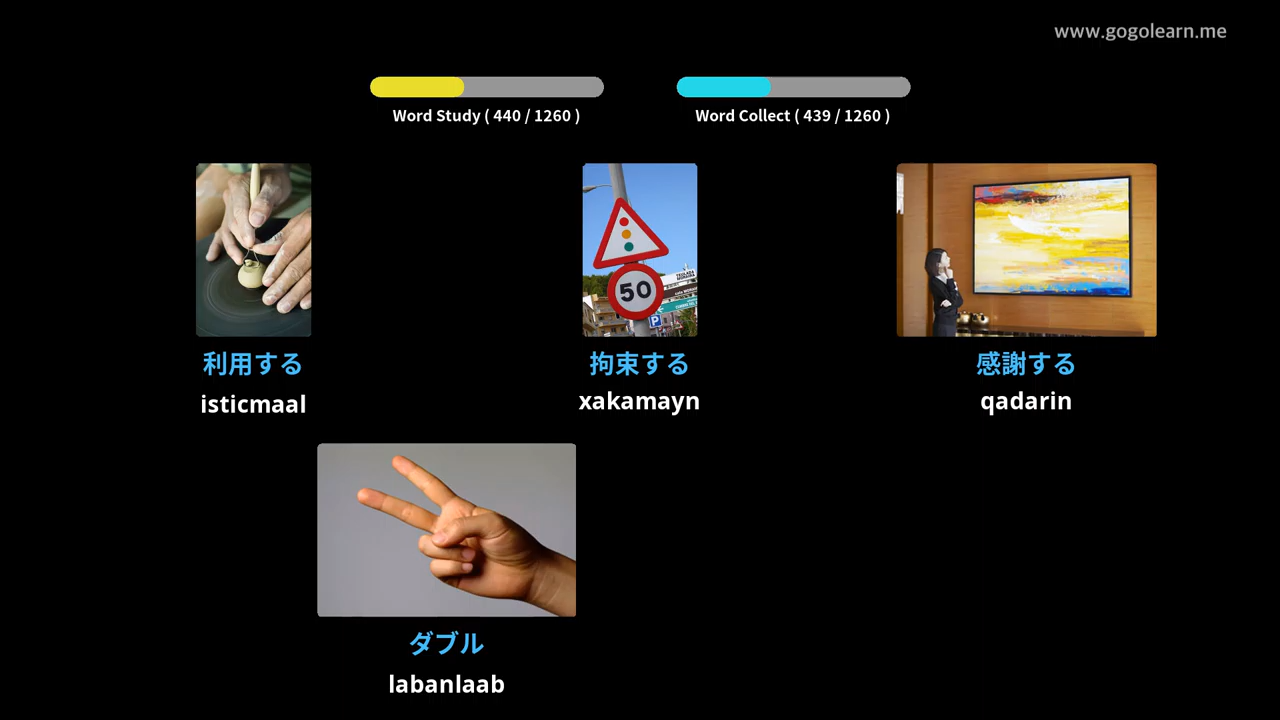 www.gogolearn.me
Word Study ( 440 / 1260 )
Word Collect ( 439 / 1260 )
50
P
利用する
拘束する
感謝する
isticmaal
xakamayn
qadarin
ダブル
labanlaab